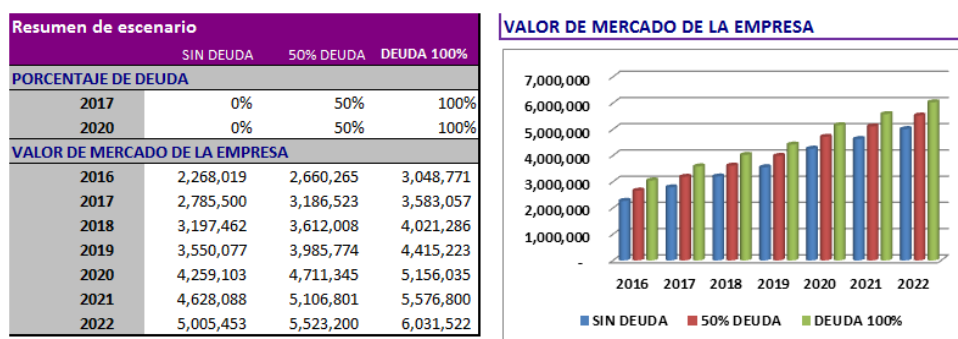 Resumen de escenario
SIN DEUDA 50% DEUDA DEUDA 100%
PORCENTAJE DE DEUDA
2017 0% 50% 100%
2020 0% 50% 100%
VALOR DE MERCADO DE LA EMPRESA
2016 2,268,019 2,660,265 3,048,771
2017 2,785,500 3,186,523 3,583,057
2018 3,197,462 3,612,008 4,021,286
2019 3,550,077 3,985,774 4,415,223
2020 4,259,103 4,711,345 5,156,035
2021 4,628,088 5,106,801 5,576,800
2022 5,005,453 5,523,200 6,031,522
VALOR DE MERCADO DE LA EMPRESA
7,000,000
6,000,000
5,000,000
4,000,000
3,000,000
2,000,000
1,000,000
-
2016 2017 2018 2019 2020 2021 2022
SIN DEUDA 50% DEUDA DEUDA 100%